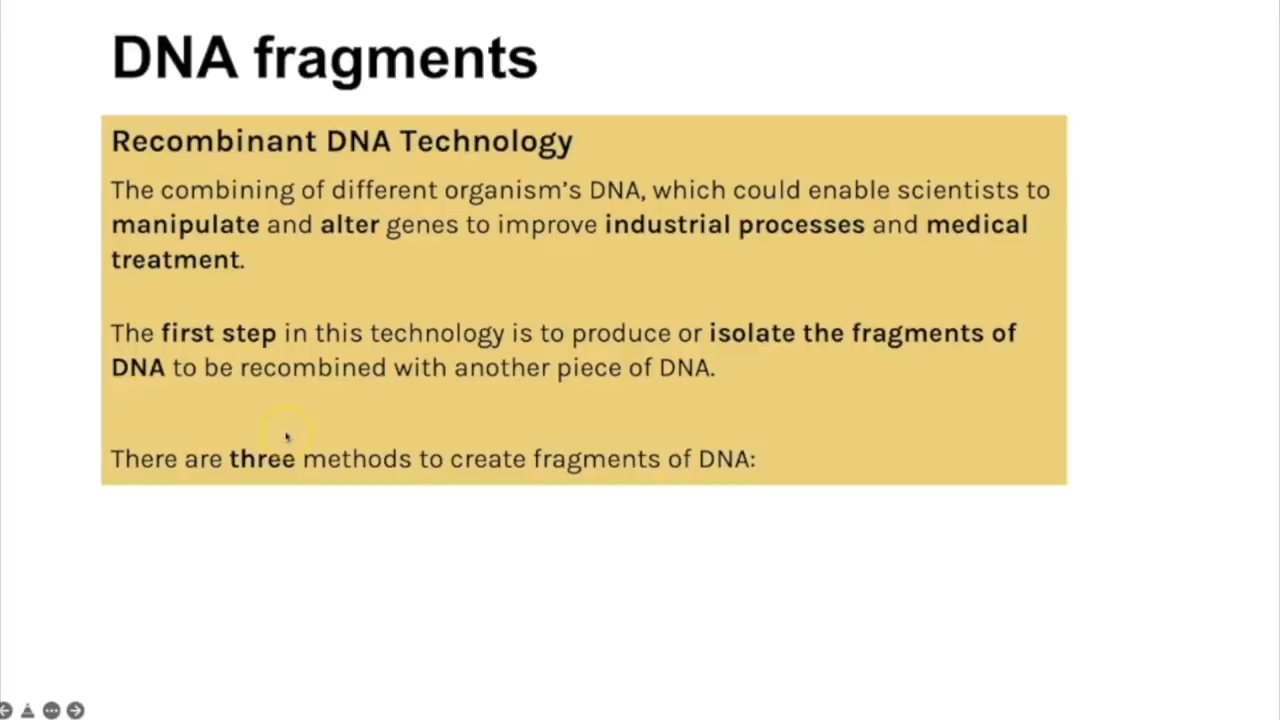 DNA fragments
Recombinant DNA Technology
The combining of different organism's DNA, which could enable scientists to
manipulate and alter genes to improve industrial processes and medical
treatment.
The first step in this technology is to produce or isolate the fragments of
DNA to be recombined with another piece of DNA.
There are three methods to create fragments of DNA: